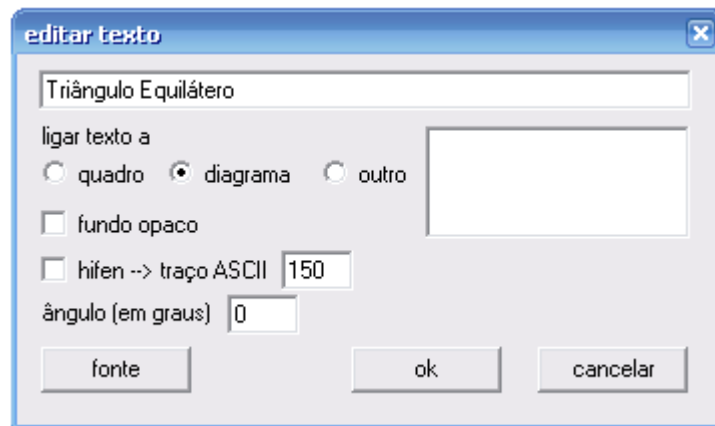 editar texto
Triângulo Equilátero
ligar texto a
quadro diagrama outro
fundo opaco
hifen --> traço ASCII 150
ângulo (em graus) 0
fonte ok cancelar